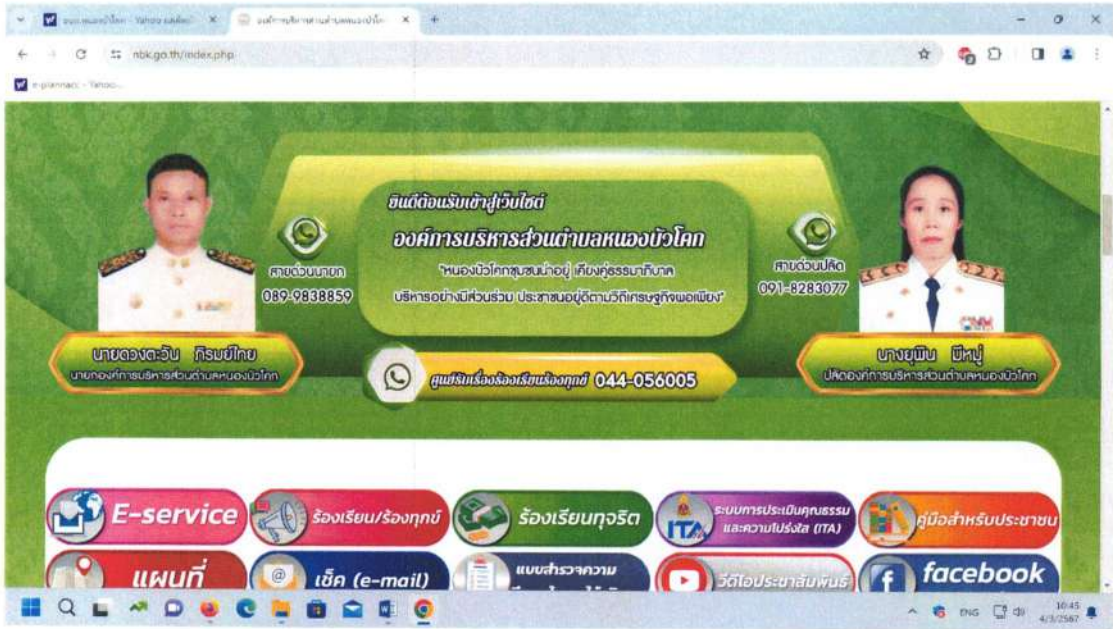 nbk.go.th/index.php
ยินดีต้อนรับเข้าสู่เว็บไซต์
องค์การบริหารส่วนตำบลหนองบัวโคก
"หนองบัวโคกชุมชนน่าอยู่ เคียงคู่ธรรมาภิบาล
บริหารอย่างมีส่วนร่วม ประชาชนอยู่ดีตามวิถีเศรษฐกิจพอเพียง"
สายด่วนนายก
089-9838859
สายด่วนปลัด
091-8283077
นายดวงตะวัน ภิรมย์ไทย
นายกองค์การบริหารส่วนตำบลหนองบัวโคก
ศูนย์รับเรื่องร้องเรียนร้องทุกข์ 044-056005
นางยุพิน มีหมู่
ปลัดองค์การบริหารส่วนตำบลหนองบัวโคก
E-service
ร้องเรียน/ร้องทุกข์
ร้องเรียนทุจริต
ITA
ระบบการประเมินคุณธรรม
และความโปร่งใส (ITA)
คู่มือสำหรับประชาชน
แผนที่
เช็ค (e-mail)
แบบสำรวจความ
วีดีโอประชาสัมพันธ์
facebook
ENG
10:45
4/3/2567